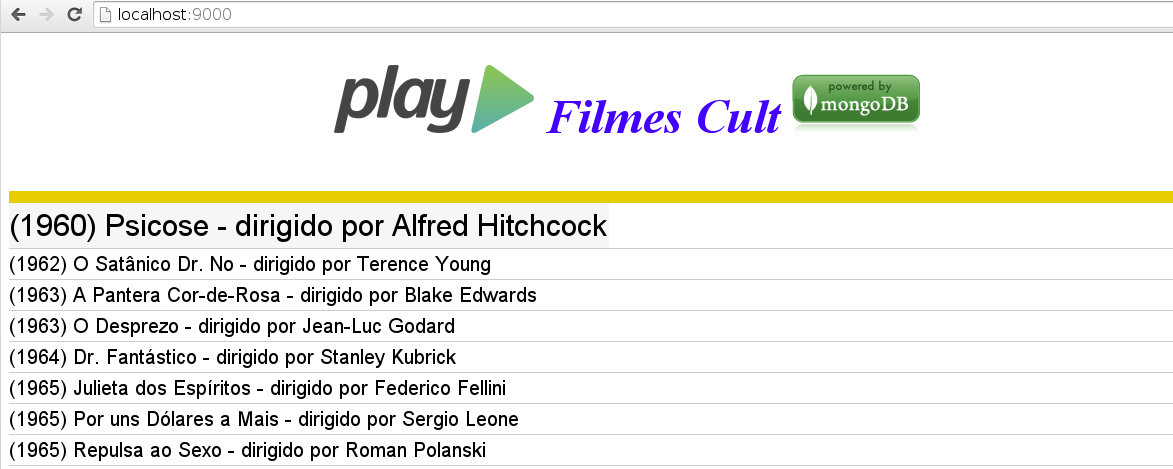 localhost:9000
play Filmes Cult powered by mongoDB
(1960) Psicose - dirigido por Alfred Hitchcock
(1962) O Satânico Dr. No - dirigido por Terence Young
(1963) A Pantera Cor-de-Rosa - dirigido por Blake Edwards
(1963) O Desprezo - dirigido por Jean-Luc Godard
(1964) Dr. Fantástico - dirigido por Stanley Kubrick
(1965) Julieta dos Espíritos - dirigido por Federico Fellini
(1965) Por uns Dólares a Mais - dirigido por Sergio Leone
(1965) Repulsa ao Sexo - dirigido por Roman Polanski